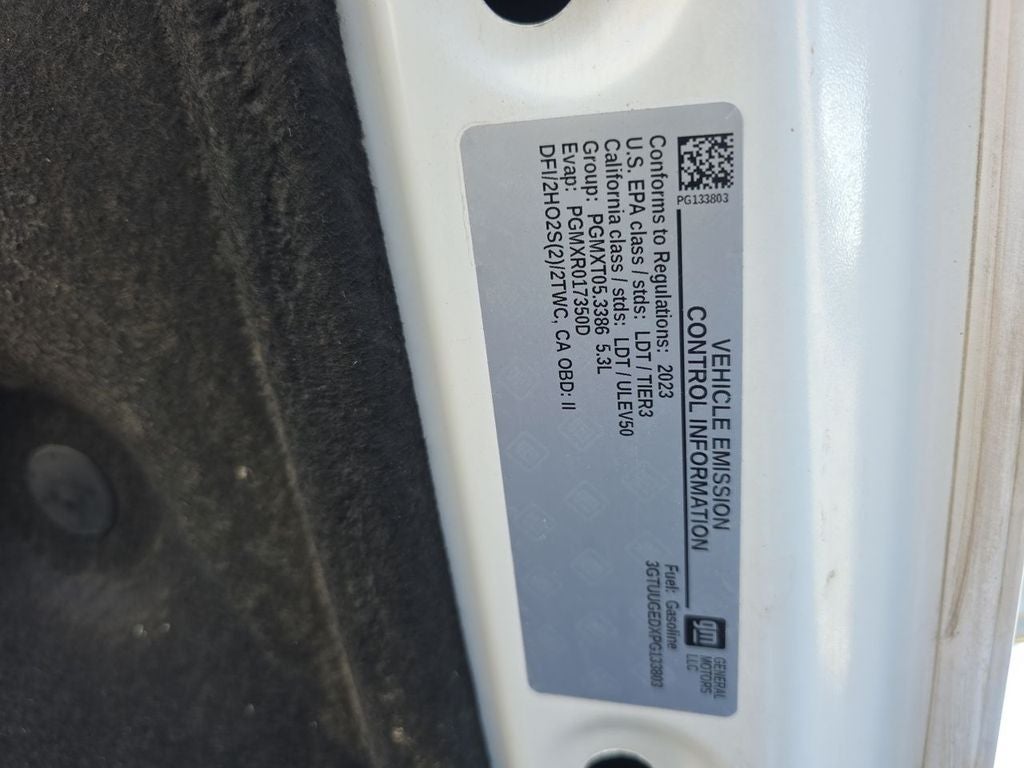 PG133803
VEHICLE EMISSION
CONTROL INFORMATION
gm
GENERAL
MOTORS
LLC
Conforms to Regulations: 2023
U.S. EPA class / stds: LDT / TIER3
California class / stds: LDT / ULEV50
Group: PGMXT05.3386 5.3L
Evap: PGMXR017350D
DFI/2HO2S(2)/2TWC, CA OBD: II
Fuel: Gasoline
3GTUUGEDXPG133803